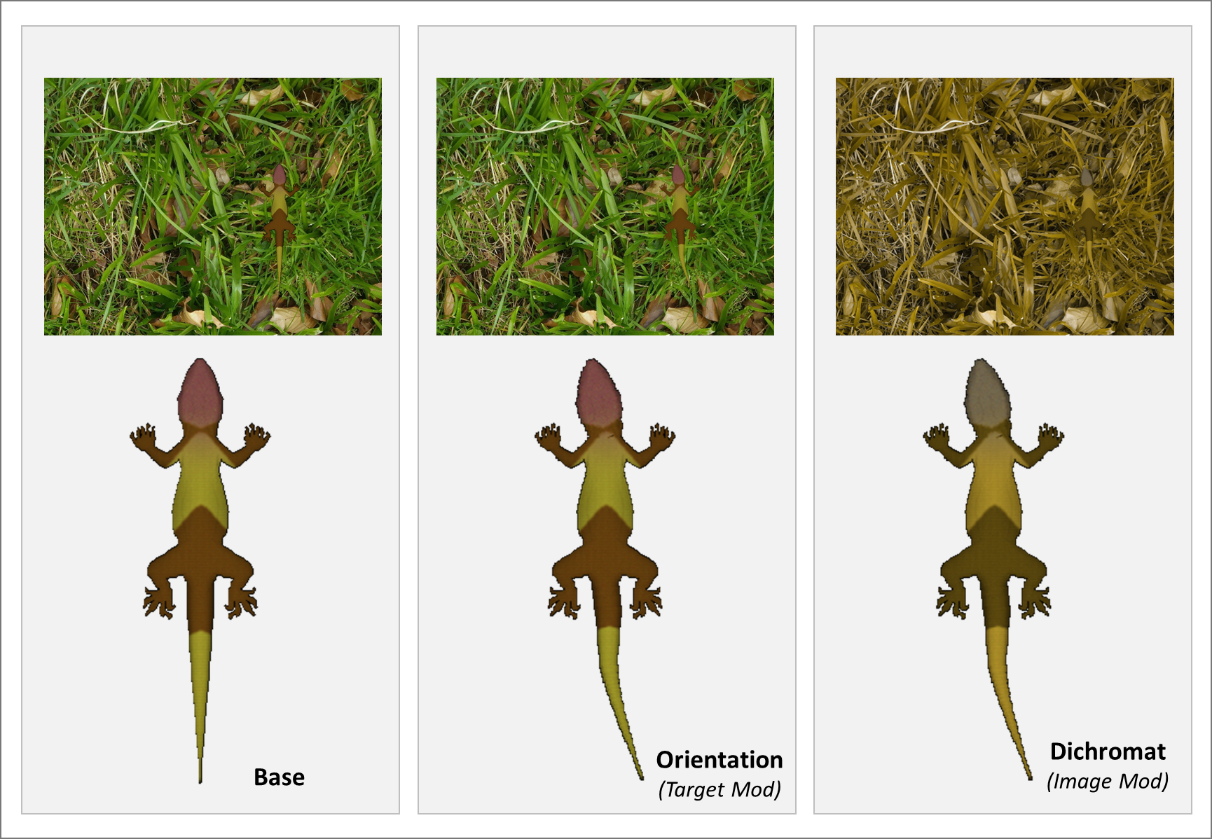 Base
Orientation
(Target Mod)
Dichromat
(Image Mod)